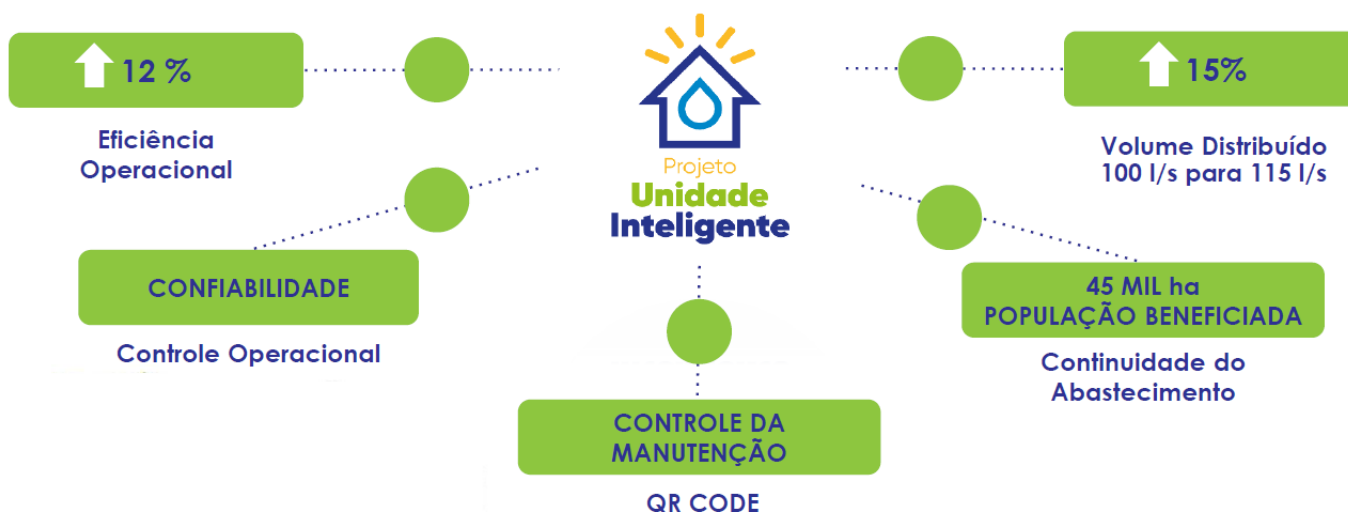 12 %
Eficiência
Operacional
15%
Volume Distribuído
100 l/s para 115 l/s
Projeto
Unidade
Inteligente
CONFIABILIDADE
Controle Operacional
45 MIL ha
POPULAÇÃO BENEFICIADA
Continuidade do
Abastecimento
CONTROLE DA
MANUTENÇÃO
QR CODE